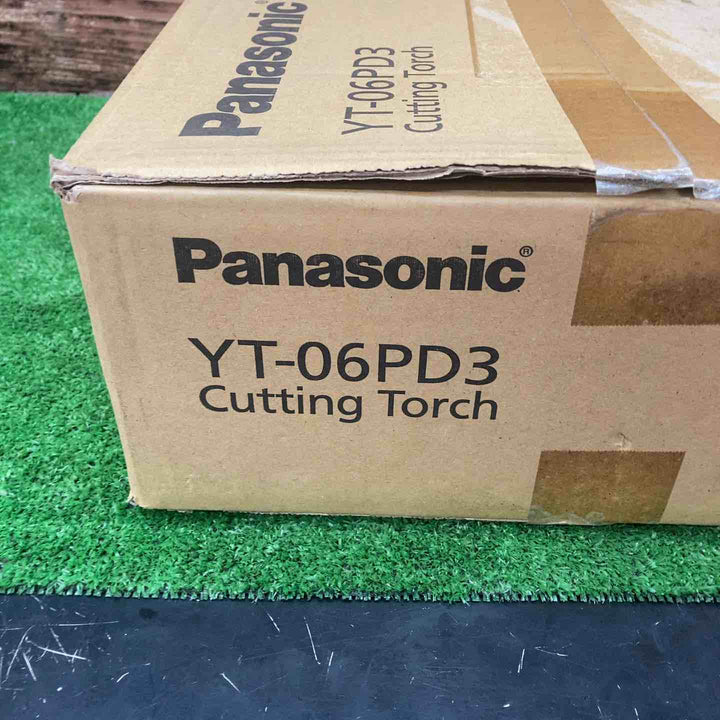 Panasonic
YT-06PD3
Cutting Torch
Panasonic®
YT-06PD3
Cutting Torch